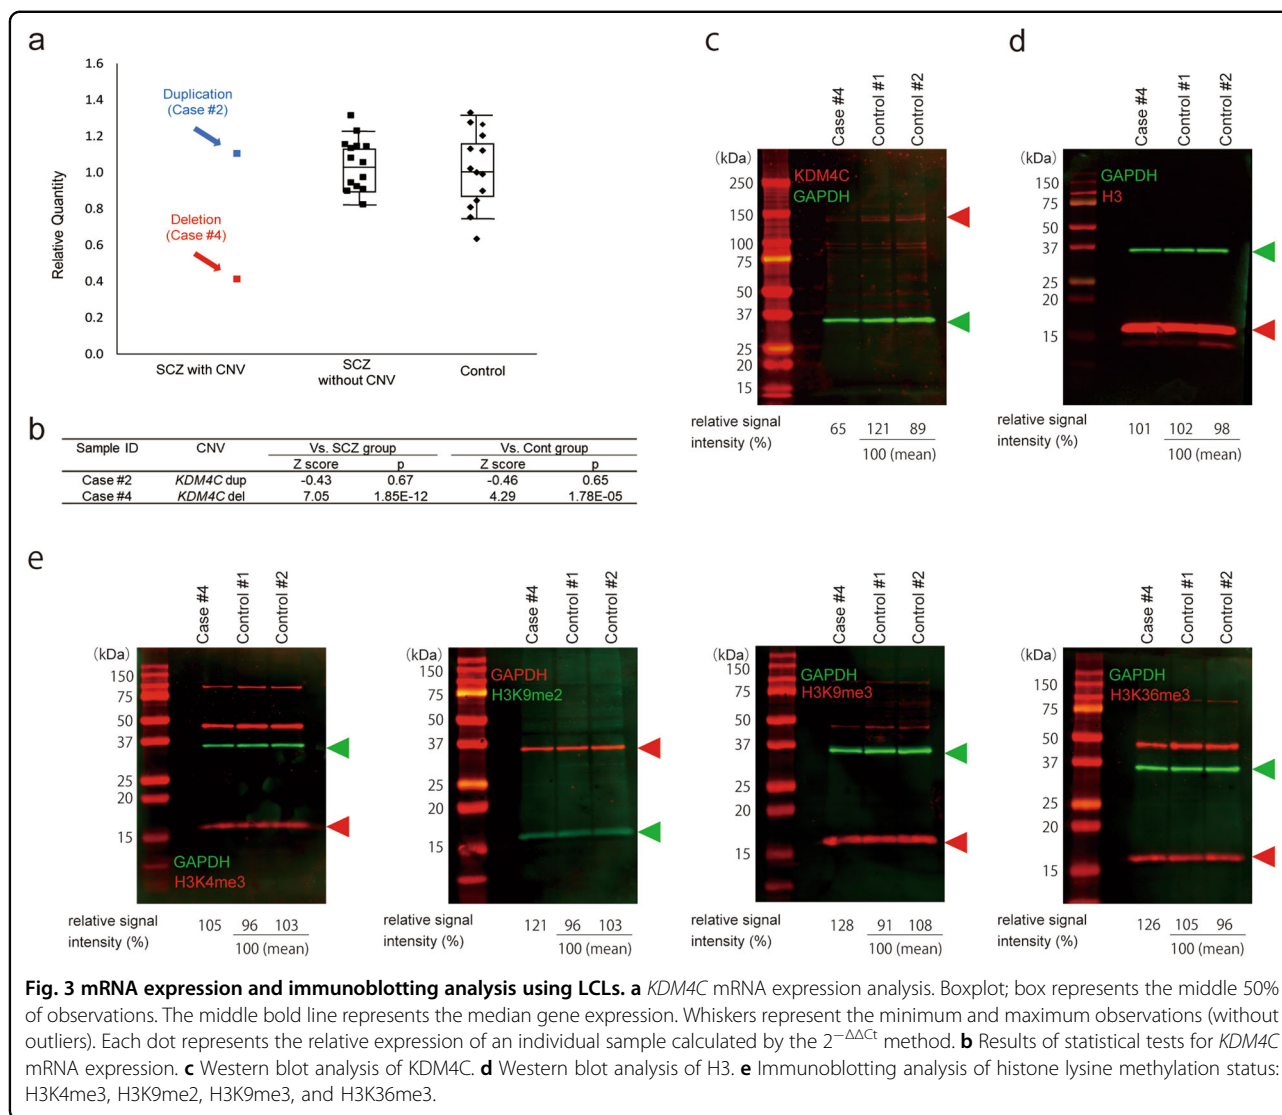 a
1.6
1.4
1.2
1.0
0.8
0.6
0.4
0.2
0.0
Relative Quantity
Duplication
(Case #2)
Deletion
(Case #4)
SCZ with CNV
SCZ
without CNV
Control
b
Sample ID CNV Vs. SCZ group Vs. Cont group
Z score p Z score p
Case #2 KDM4C dup -0.43 0.67 -0.46 0.65
Case #4 KDM4C del 7.05 1.85E-12 4.29 1.78E-05
c
Case #4
Control #1
Control #2
(kDa)
250
150
100
75
50
37
25
20
15
KDM4C
GAPDH
relative signal
intensity (%)
65 121 89
100 (mean)
d
Case #4
Control #1
Control #2
(kDa)
150
75
50
37
25
20
15
GAPDH
H3
relative signal
intensity (%)
101 102 98
100 (mean)
e
Case #4
Control #1
Control #2
(kDa)
150
75
50
37
25
20
15
GAPDH
H3K4me3
relative signal
intensity (%)
105 96 103
100 (mean)
Case #4
Control #1
Control #2
(kDa)
150
75
50
37
25
20
15
GAPDH
H3K9me2
relative signal
intensity (%)
121 96 103
100 (mean)
Case #4
Control #1
Control #2
(kDa)
150
75
50
37
25
20
15
GAPDH
H3K9me3
relative signal
intensity (%)
128 91 108
100 (mean)
Case #4
Control #1
Control #2
(kDa)
150
75
50
37
25
20
15
GAPDH
H3K36me3
relative signal
intensity (%)
126 105 96
100 (mean)
Fig. 3 mRNA expression and immunoblotting analysis using LCLs. a KDM4C mRNA expression analysis. Boxplot; box represents the middle 50%
of observations. The middle bold line represents the median gene expression. Whiskers represent the minimum and maximum observations (without
outliers). Each dot represents the relative expression of an individual sample calculated by the 2^−ΔΔCt method. b Results of statistical tests for KDM4C
mRNA expression. c Western blot analysis of KDM4C. d Western blot analysis of H3. e Immunoblotting analysis of histone lysine methylation status:
H3K4me3, H3K9me2, H3K9me3, and H3K36me3.